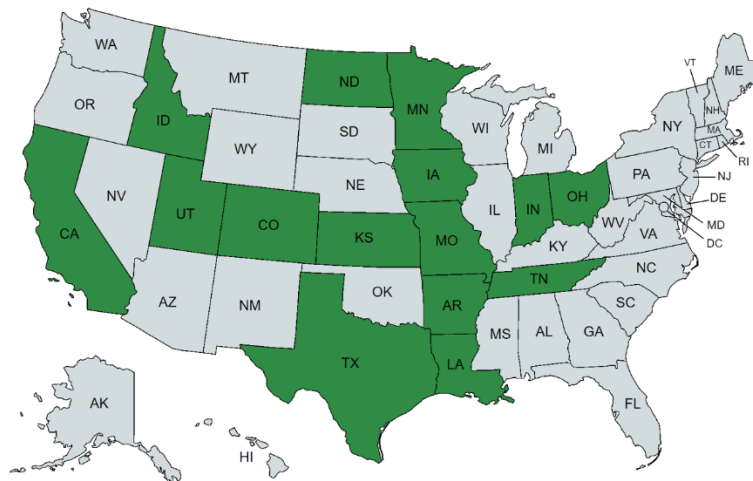 WA
MT
ND
MN
VT
ME
OR
ID
SD
WI
MI
NY
NH
MA
CT
RI
WY
NE
IA
PA
NJ
NV
UT
CO
KS
MO
IL
IN
OH
WV
DE
MD
DC
CA
KY
VA
AZ
NM
OK
AR
TN
NC
SC
TX
LA
MS
AL
GA
FL
AK
HI